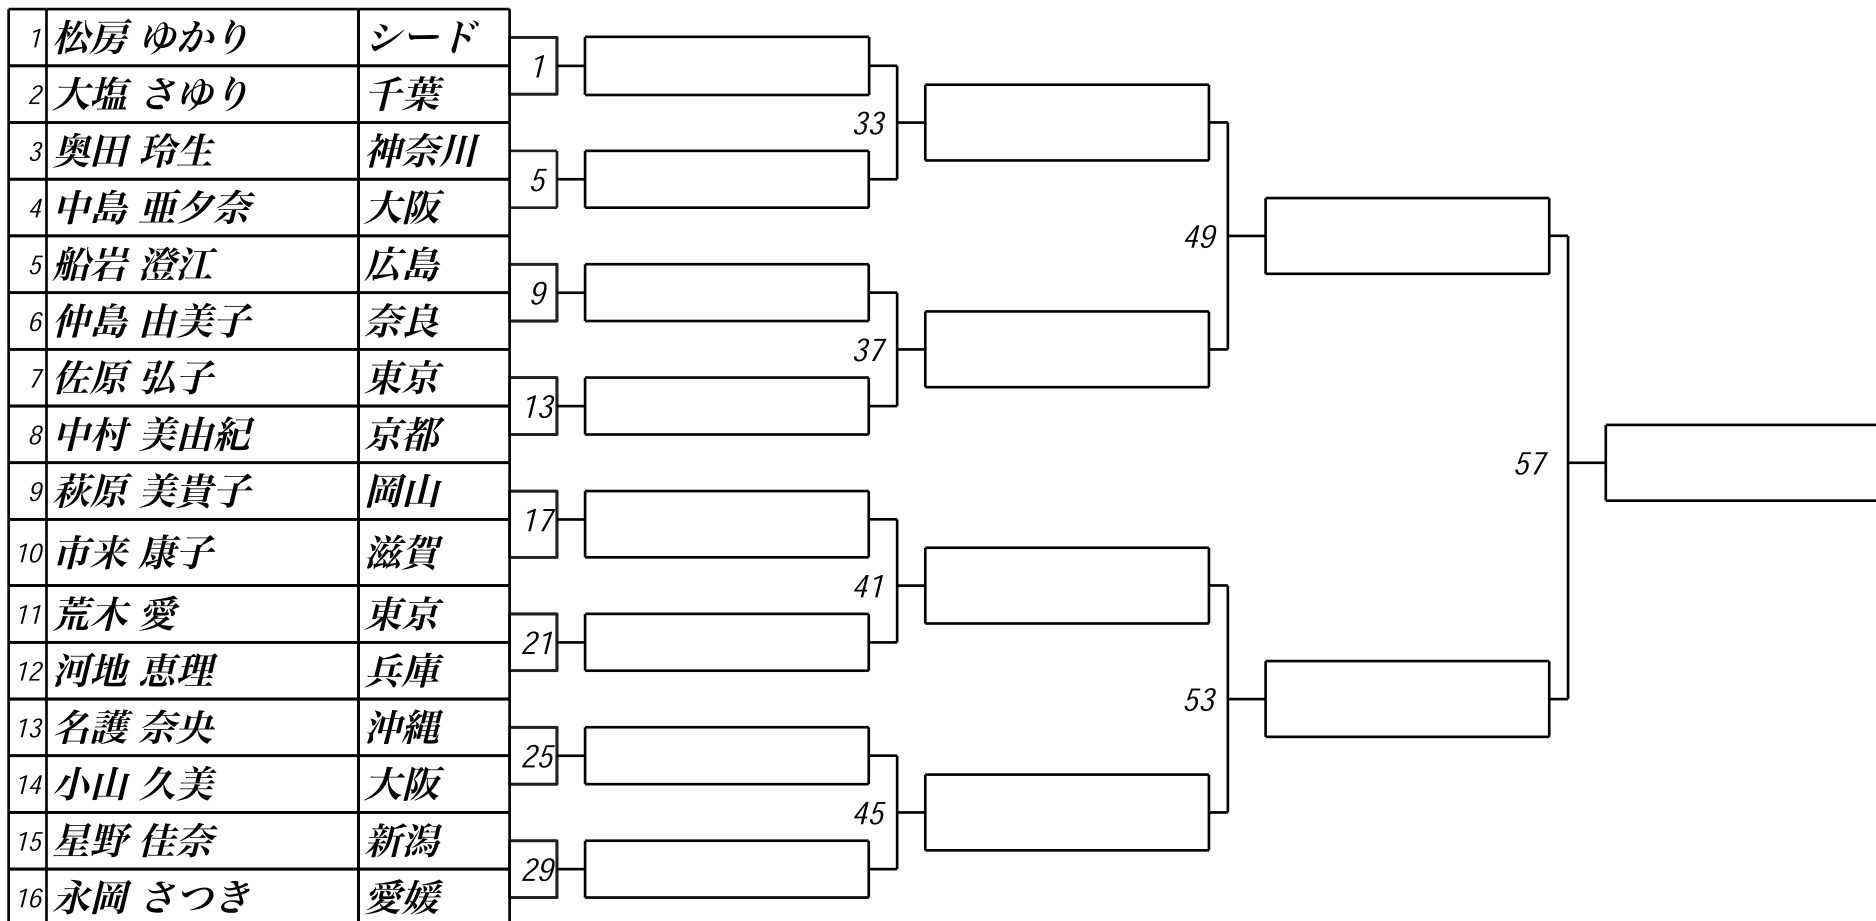 1 松房 ゆかり シード
2 大塩 さゆり 千葉
3 奥田 玲生 神奈川
4 中島 亜夕奈 大阪
5 船岩 澄江 広島
6 仲島 由美子 奈良
7 佐原 弘子 東京
8 中村 美由紀 京都
9 萩原 美貴子 岡山
10 市来 康子 滋賀
11 荒木 愛 東京
12 河地 恵理 兵庫
13 名護 奈央 沖縄
14 小山 久美 大阪
15 星野 佳奈 新潟
16 永岡 さつき 愛媛
1
5
9
13
17
21
25
29
33
37
41
45
49
53
57